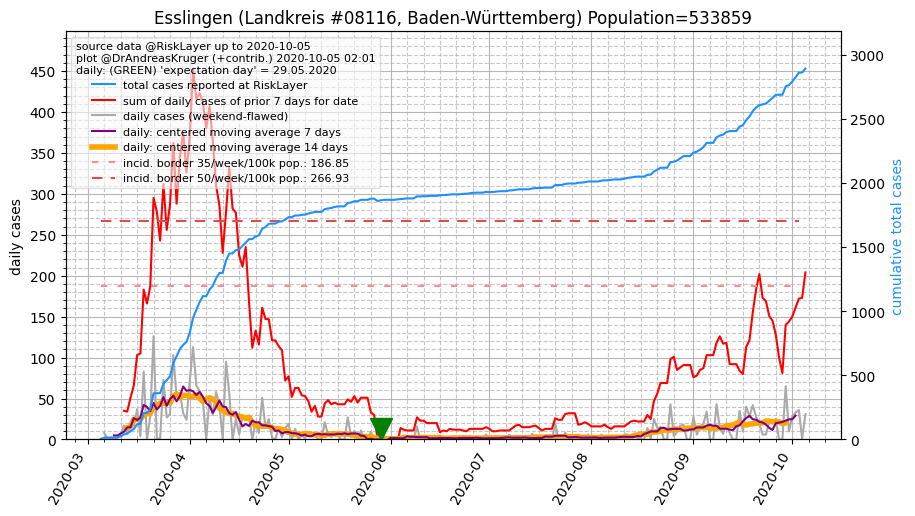 Esslingen (Landkreis #08116, Baden-Württemberg) Population=533859
source data @RiskLayer up to 2020-10-05
plot @DrAndreasKruger (+contrib.) 2020-10-05 02:01
daily: (GREEN) 'expectation day' = 29.05.2020
total cases reported at RiskLayer
sum of daily cases of prior 7 days for date
daily cases (weekend-flawed)
daily: centered moving average 7 days
daily: centered moving average 14 days
incid. border 35/week/100k pop.: 186.85
incid. border 50/week/100k pop.: 266.93
daily cases
450
400
350
300
250
200
150
100
50
0
cumulative total cases
3000
2500
2000
1500
1000
500
0
2020-03
2020-04
2020-05
2020-06
2020-07
2020-08
2020-09
2020-10